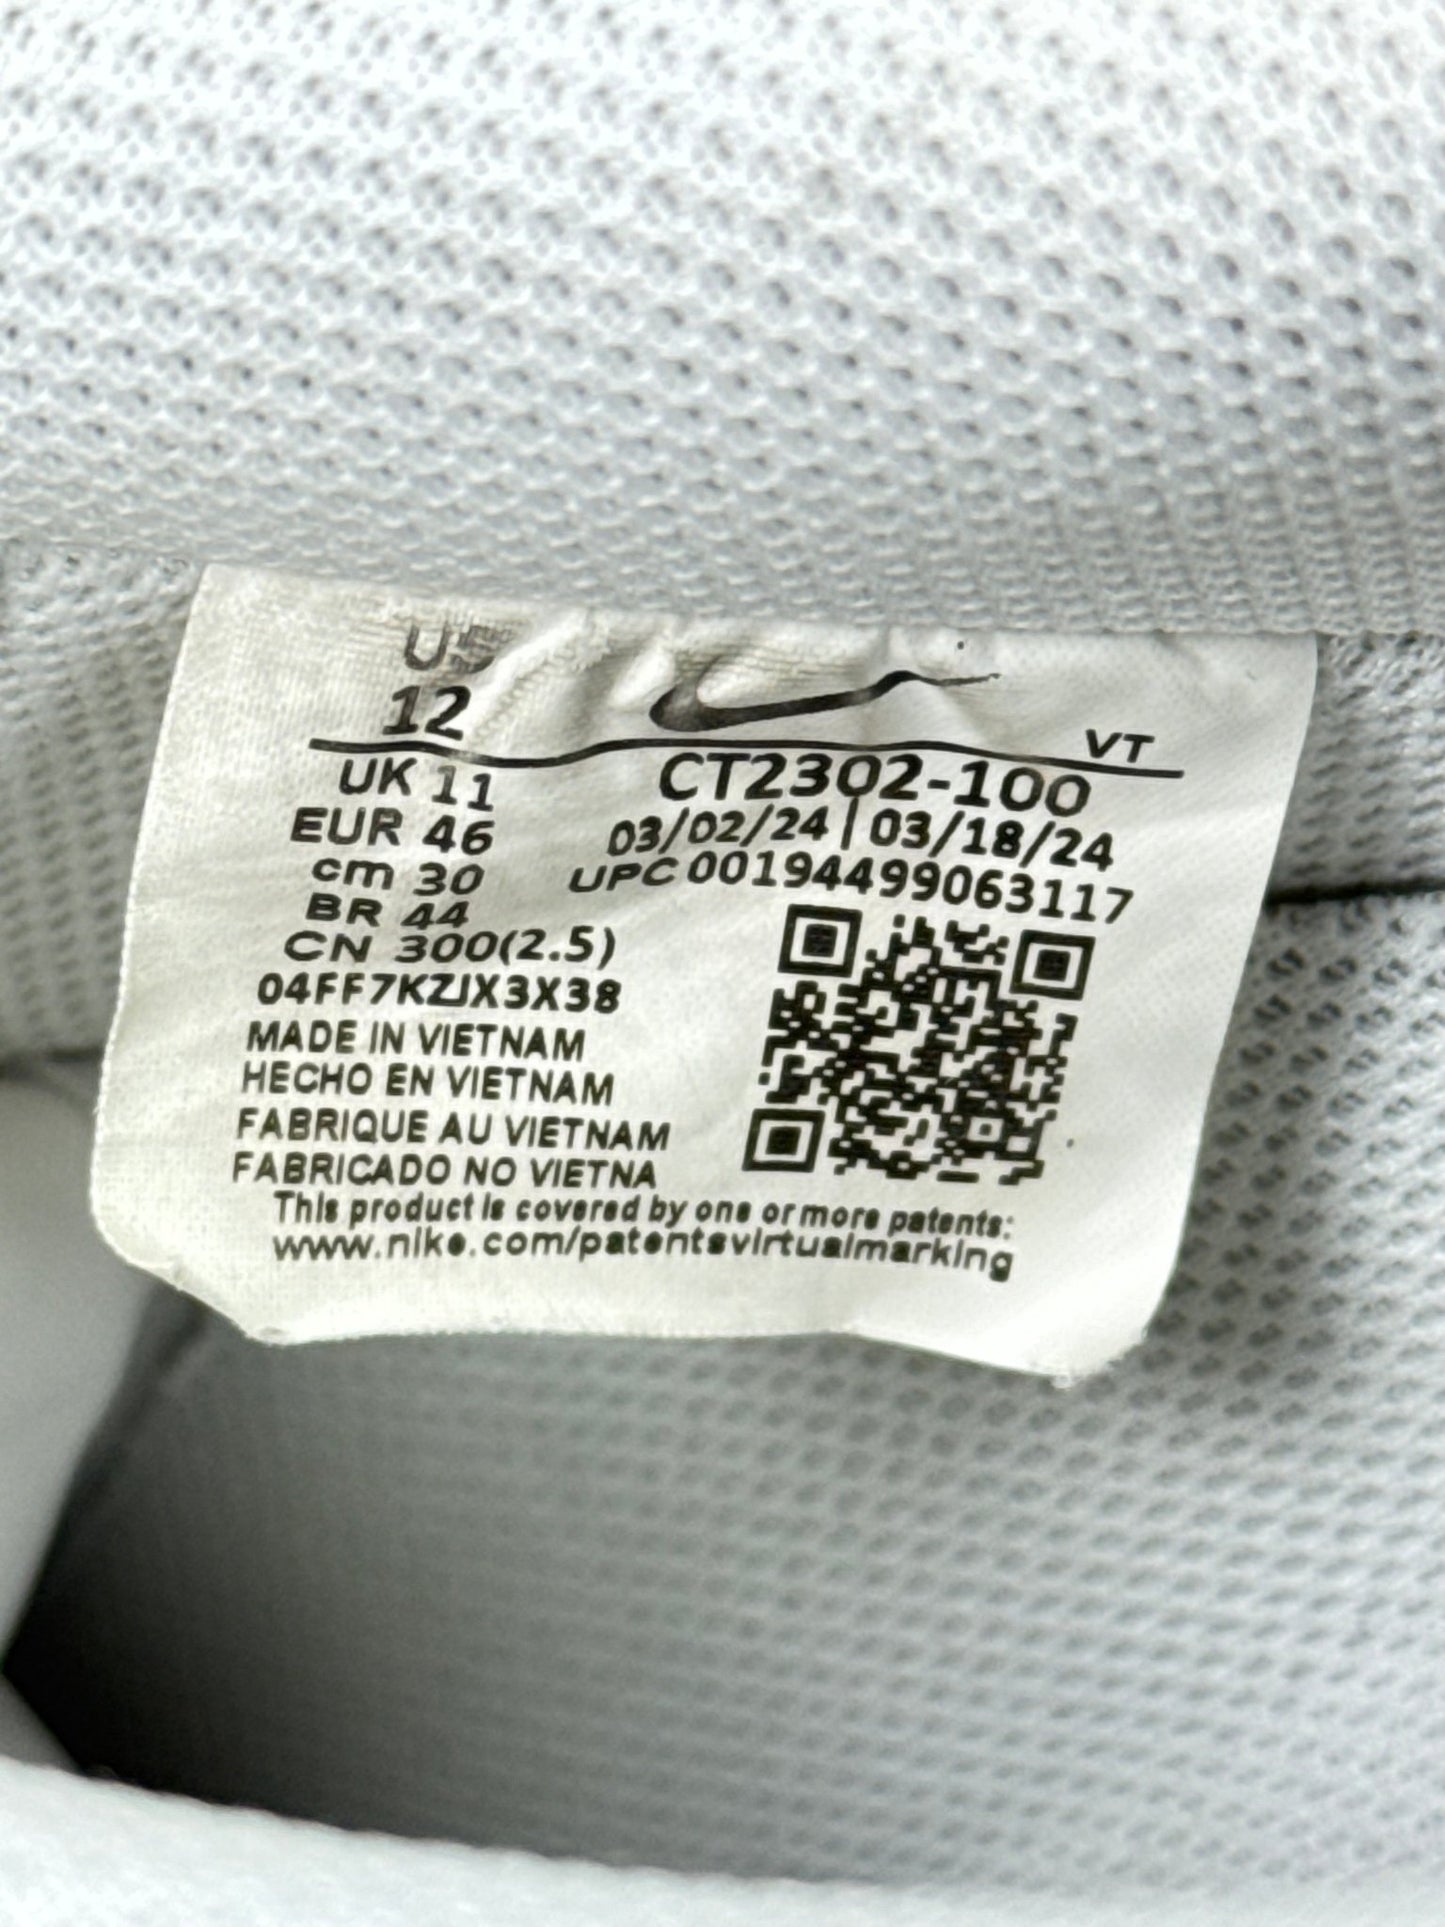 US
12
VT
UK 11
CT2302-100
EUR 46
03/02/24 | 03/18/24
cm 30
UPC 00194499063117
BR 44
CN 300(2.5)
04FF7KZJX3X38
MADE IN VIETNAM
HECHO EN VIETNAM
FABRIQUE AU VIETNAM
FABRICADO NO VIETNA
This product is covered by one or more patents:
www.nike.com/patentsvirtualmarking